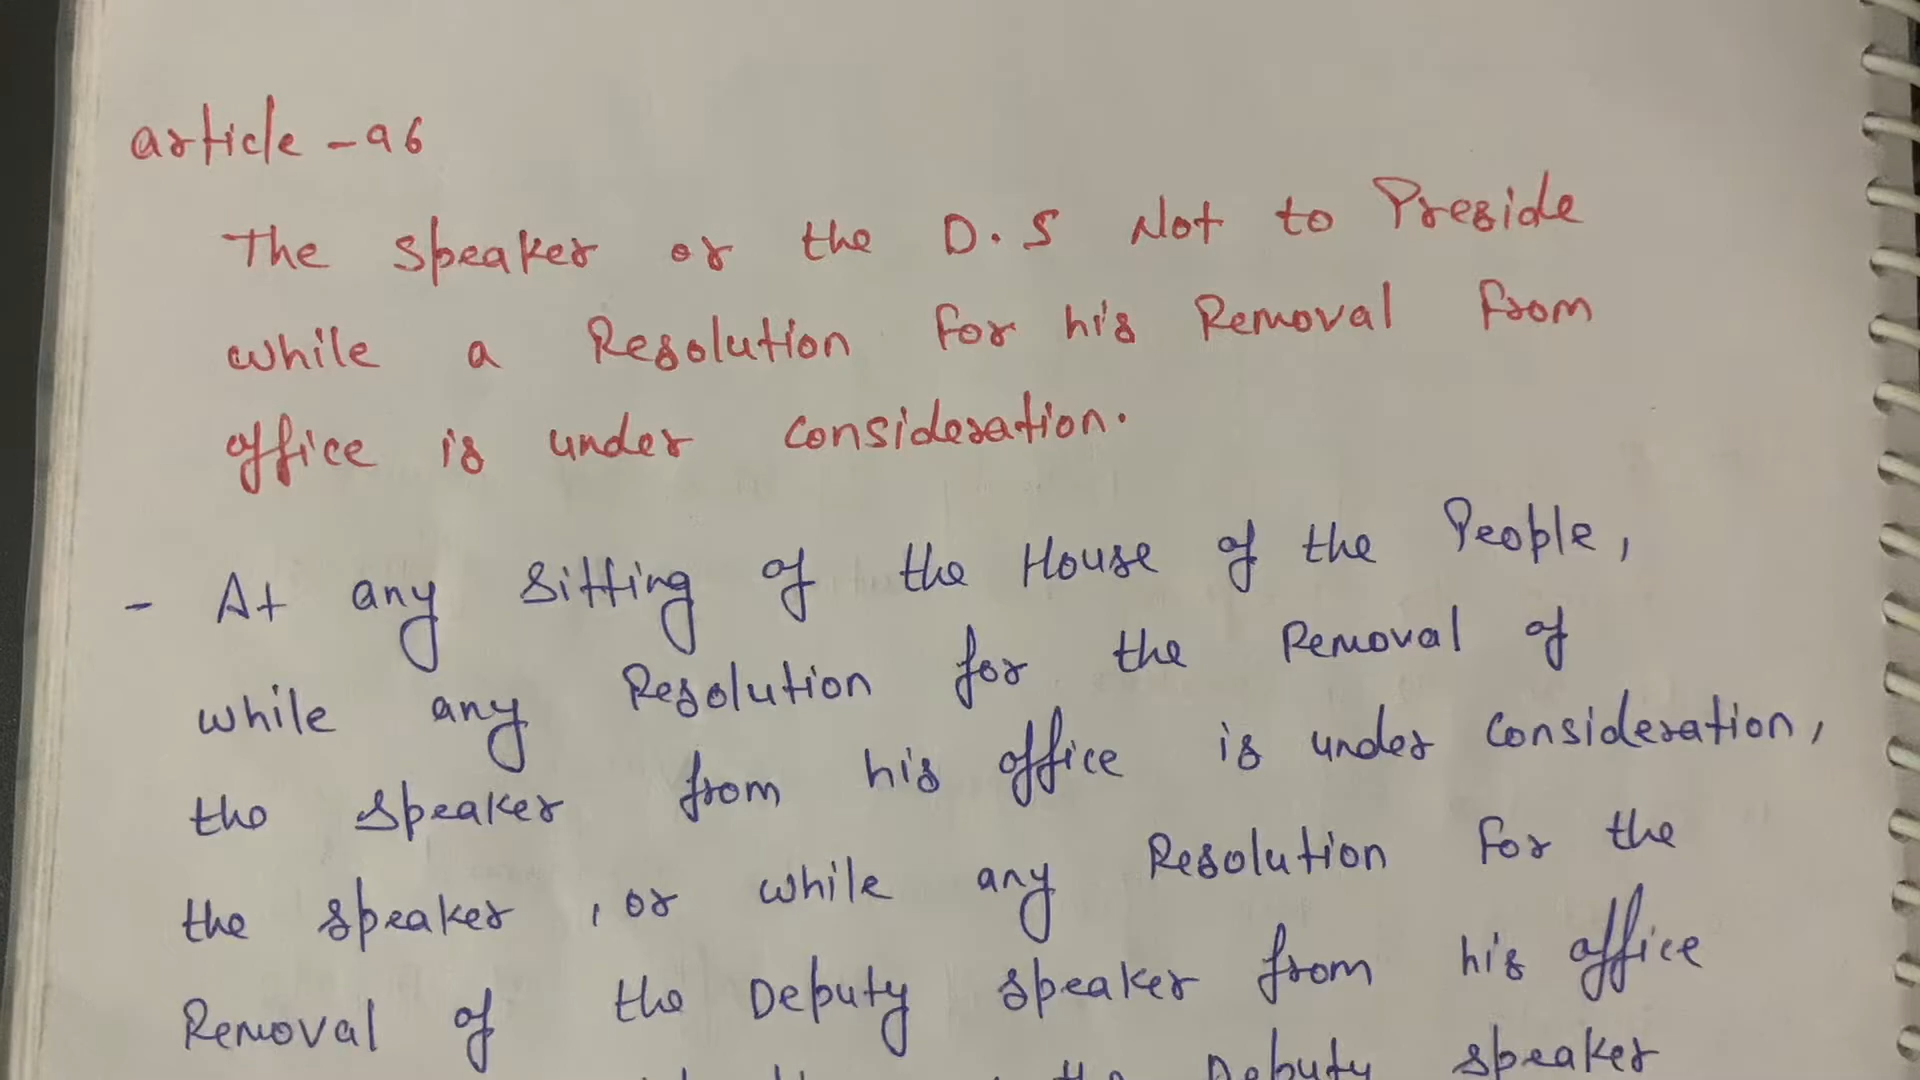 article - 96
The speaker or the D.S Not to Preside
while a Resolution for his Removal from
office is under consideration.
- At any sitting of the House of the People,
while any Resolution for the Removal of
the speaker from his office is under consideration,
the speaker, or while any Resolution for the
Removal of the Deputy speaker from his office
the Deputy speaker